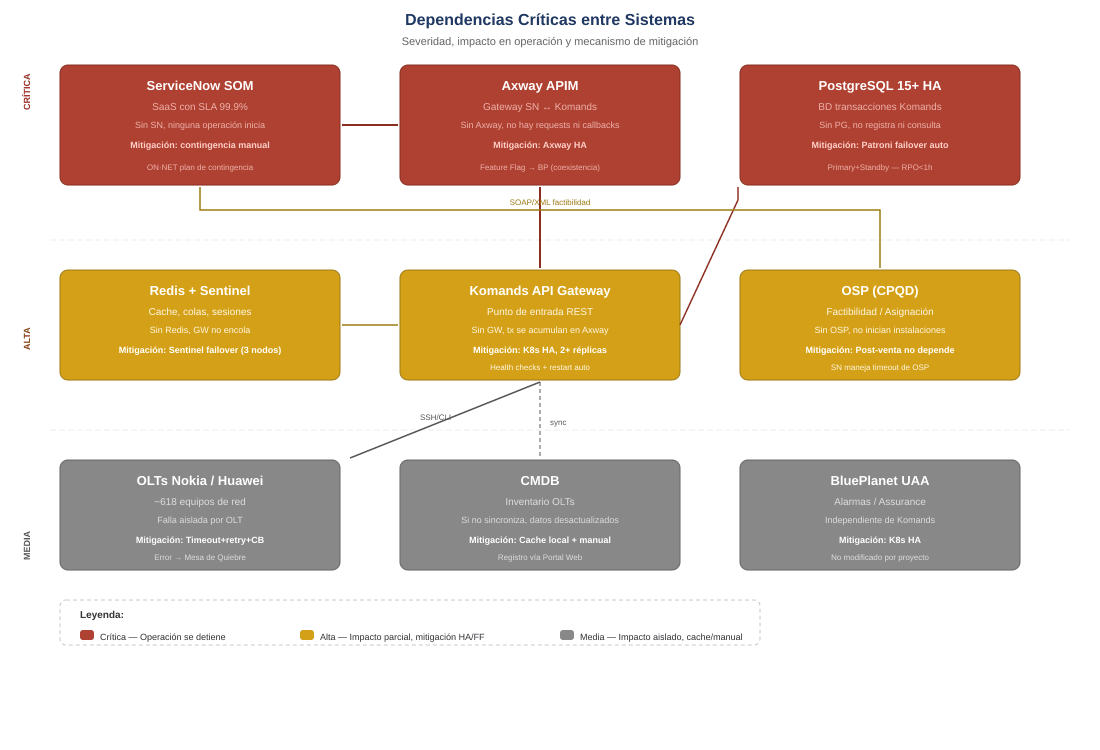 Dependencias Críticas entre Sistemas
Severidad, impacto en operación y mecanismo de mitigación
CRÍTICA
ServiceNow SOM
SaaS con SLA 99.9%
Sin SN, ninguna operación inicia
Mitigación: contingencia manual
ON·NET plan de contingencia
Axway APIM
Gateway SN ↔ Komands
Sin Axway, no hay requests ni callbacks
Mitigación: Axway HA
Feature Flag → BP (coexistencia)
PostgreSQL 15+ HA
BD transacciones Komands
Sin PG, no registra ni consulta
Mitigación: Patroni failover auto
Primary+Standby — RPO<1h
SOAP/XML factibilidad
ALTA
Redis + Sentinel
Cache, colas, sesiones
Sin Redis, GW no encola
Mitigación: Sentinel failover (3 nodos)
Komands API Gateway
Punto de entrada REST
Sin GW, tx se acumulan en Axway
Mitigación: K8s HA, 2+ réplicas
Health checks + restart auto
OSP (CPQD)
Factibilidad / Asignación
Sin OSP, no inician instalaciones
Mitigación: Post-venta no depende
SN maneja timeout de OSP
SSH/CLI
sync
MEDIA
OLTs Nokia / Huawei
~618 equipos de red
Falla aislada por OLT
Mitigación: Timeout+retry+CB
Error → Mesa de Quiebre
CMDB
Inventario OLTs
Si no sincroniza, datos desactualizados
Mitigación: Cache local + manual
Registro vía Portal Web
BluePlanet UAA
Alarmas / Assurance
Independiente de Komands
Mitigación: K8s HA
No modificado por proyecto
Leyenda:
Crítica — Operación se detiene
Alta — Impacto parcial, mitigación HA/FF
Media — Impacto aislado, cache/manual